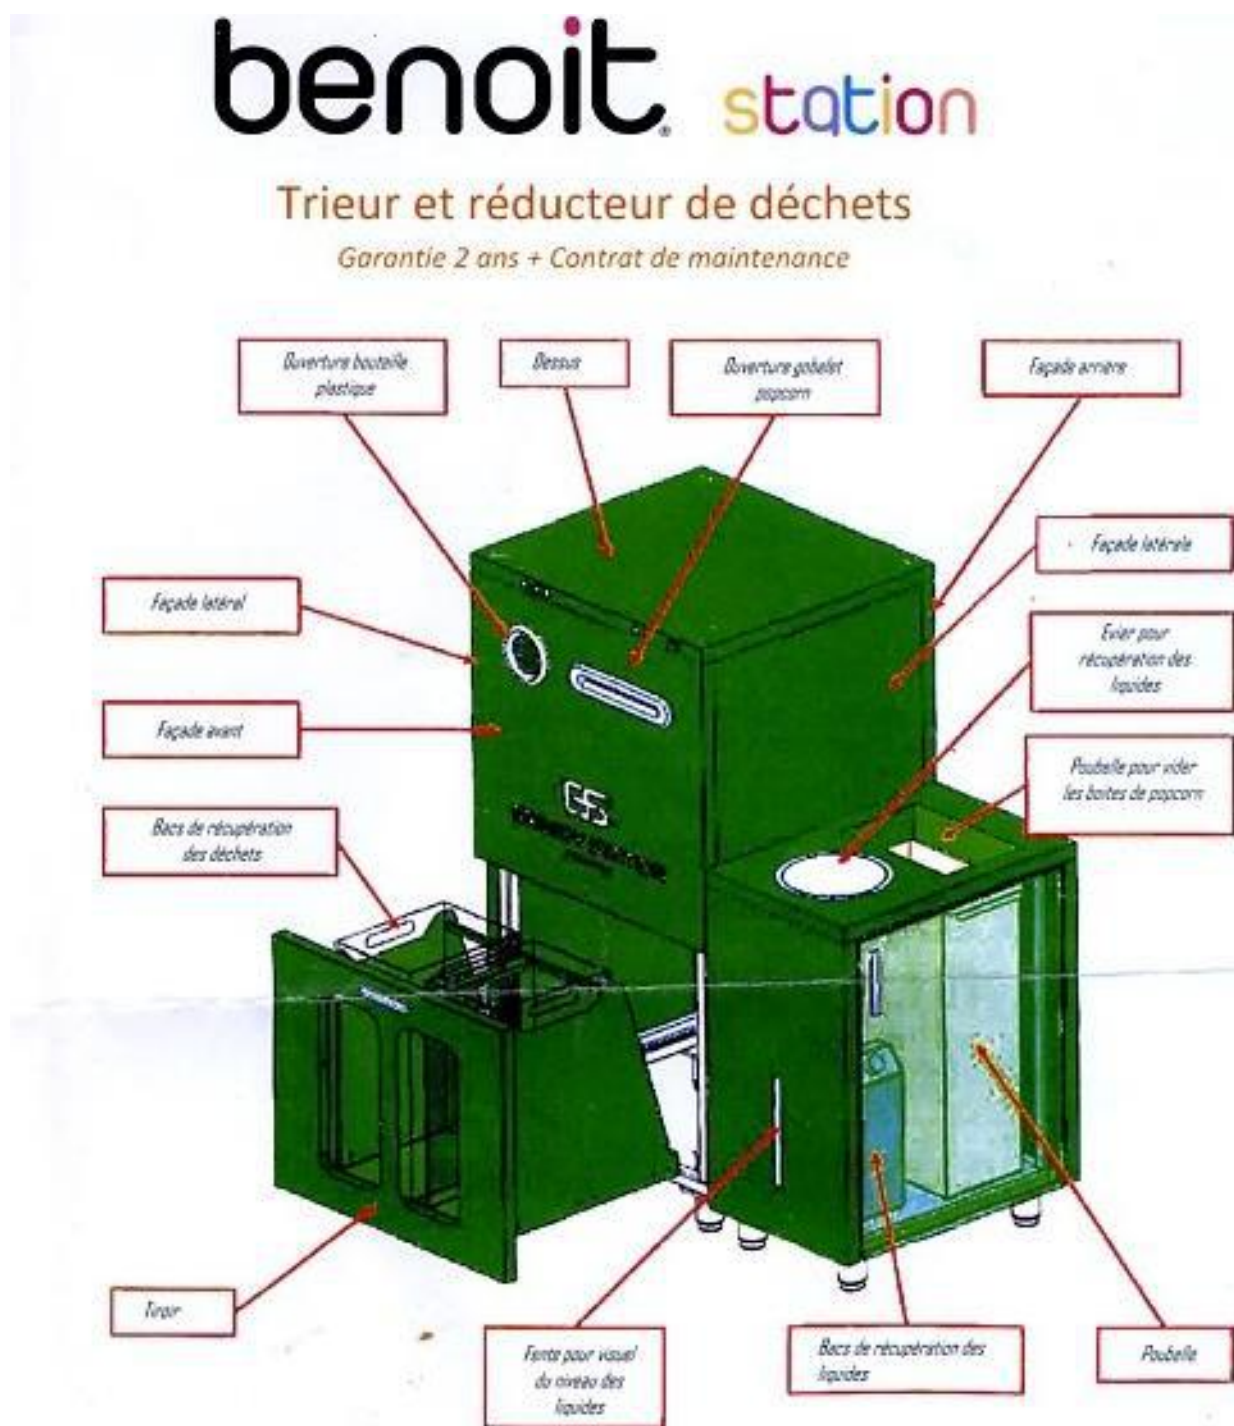 benoit® station
Trieur et réducteur de déchets
Garantie 2 ans + Contrat de maintenance
Ouverture bouteille
plastique
Dessus
Ouverture gobelet
popcorn
Façade arrière
Façade latérale
Façade latéral
Evier pour
récupération des
liquides
Façade avant
Poubelle pour vider
les boites de popcorn
Bacs de récupération
des déchets
Tiroir
Fente pour visuel
du niveau des
liquides
Bacs de récupération des
liquides
Poubelle